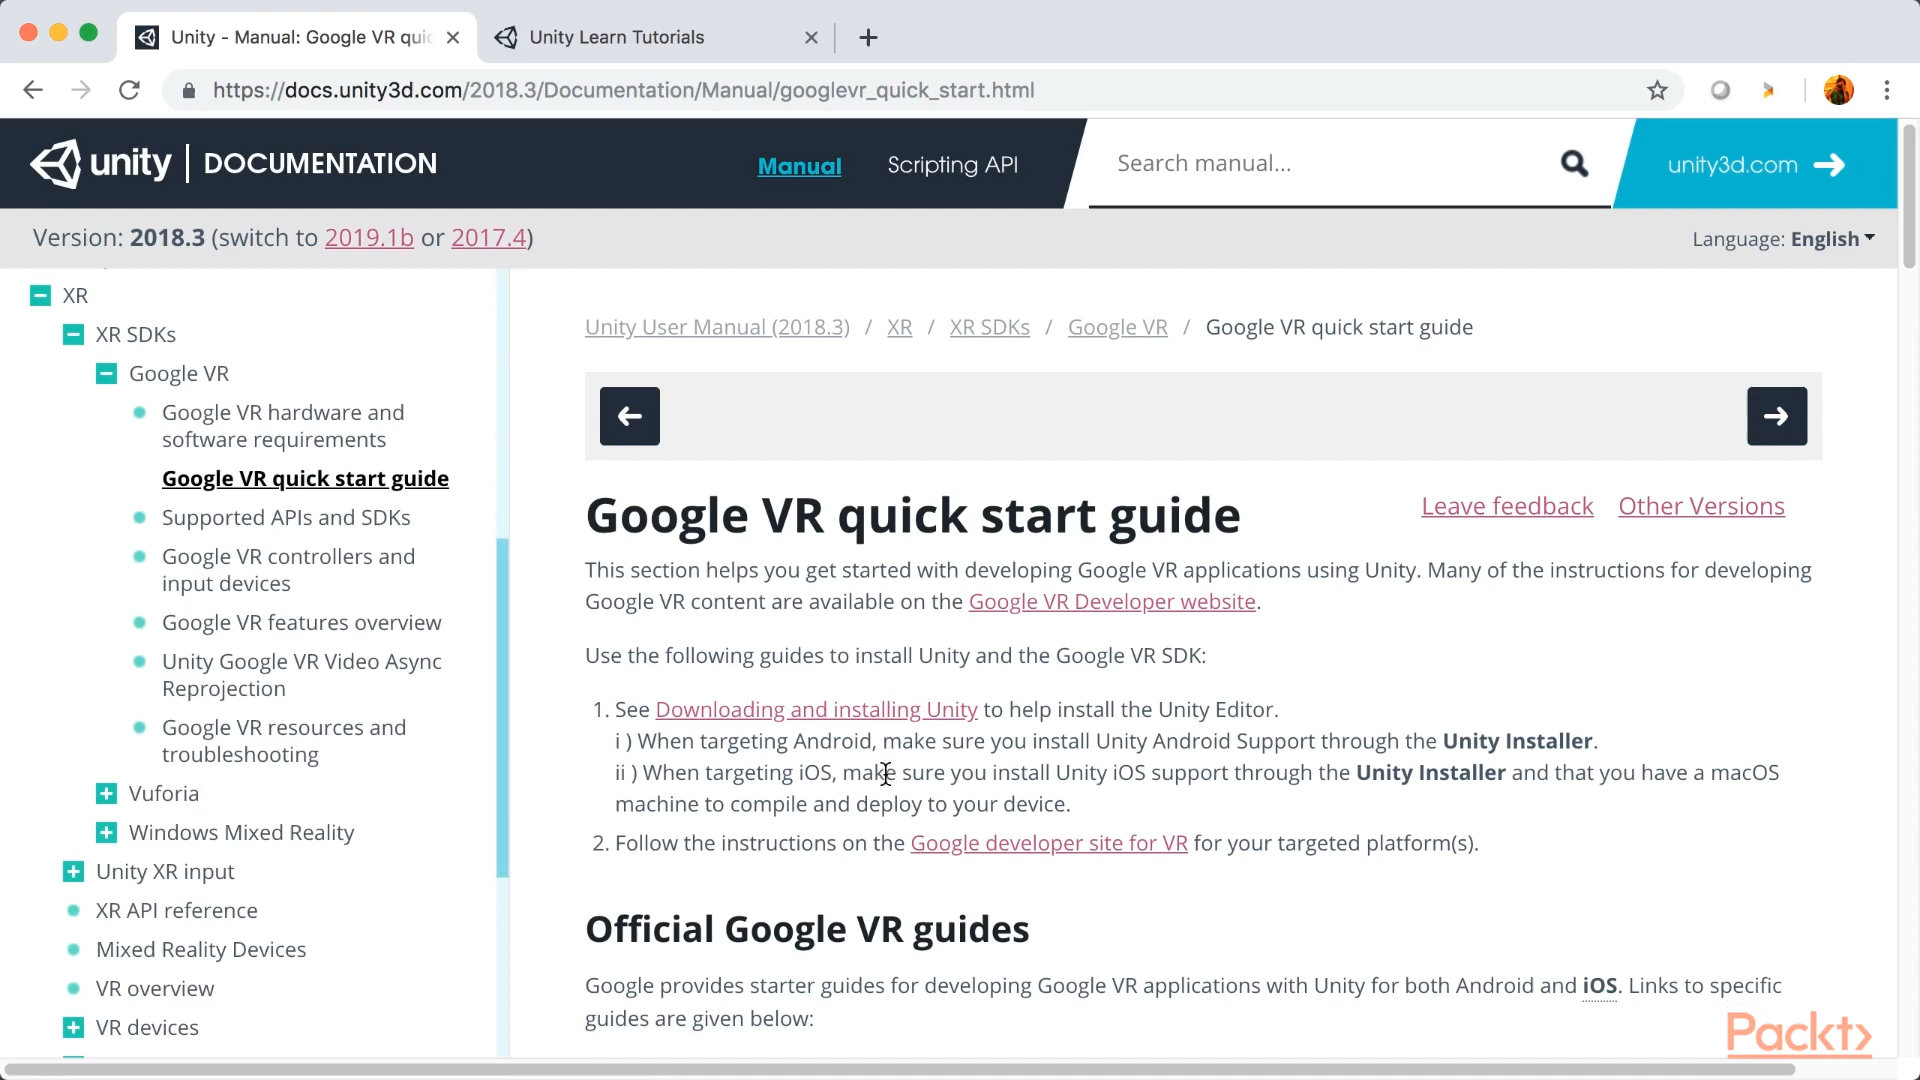 Unity - Manual: Google VR quic
Unity Learn Tutorials
https://docs.unity3d.com/2018.3/Documentation/Manual/googlevr_quick_start.html
unity | DOCUMENTATION
Manual
Scripting API
Search manual...
unity3d.com
Version: 2018.3 (switch to 2019.1b or 2017.4)
Language: English
XR
XR SDKs
Google VR
Google VR hardware and
software requirements
Google VR quick start guide
Supported APIs and SDKs
Google VR controllers and
input devices
Google VR features overview
Unity Google VR Video Async
Reprojection
Google VR resources and
troubleshooting
Vuforia
Windows Mixed Reality
Unity XR input
XR API reference
Mixed Reality Devices
VR overview
VR devices
Unity User Manual (2018.3) / XR / XR SDKs / Google VR / Google VR quick start guide
Google VR quick start guide
Leave feedback
Other Versions
This section helps you get started with developing Google VR applications using Unity. Many of the instructions for developing
Google VR content are available on the Google VR Developer website.
Use the following guides to install Unity and the Google VR SDK:
1. See Downloading and installing Unity to help install the Unity Editor.
i ) When targeting Android, make sure you install Unity Android Support through the Unity Installer.
ii ) When targeting iOS, make sure you install Unity iOS support through the Unity Installer and that you have a macOS
machine to compile and deploy to your device.
2. Follow the instructions on the Google developer site for VR for your targeted platform(s).
Official Google VR guides
Google provides starter guides for developing Google VR applications with Unity for both Android and iOS. Links to specific
guides are given below:
Packt>